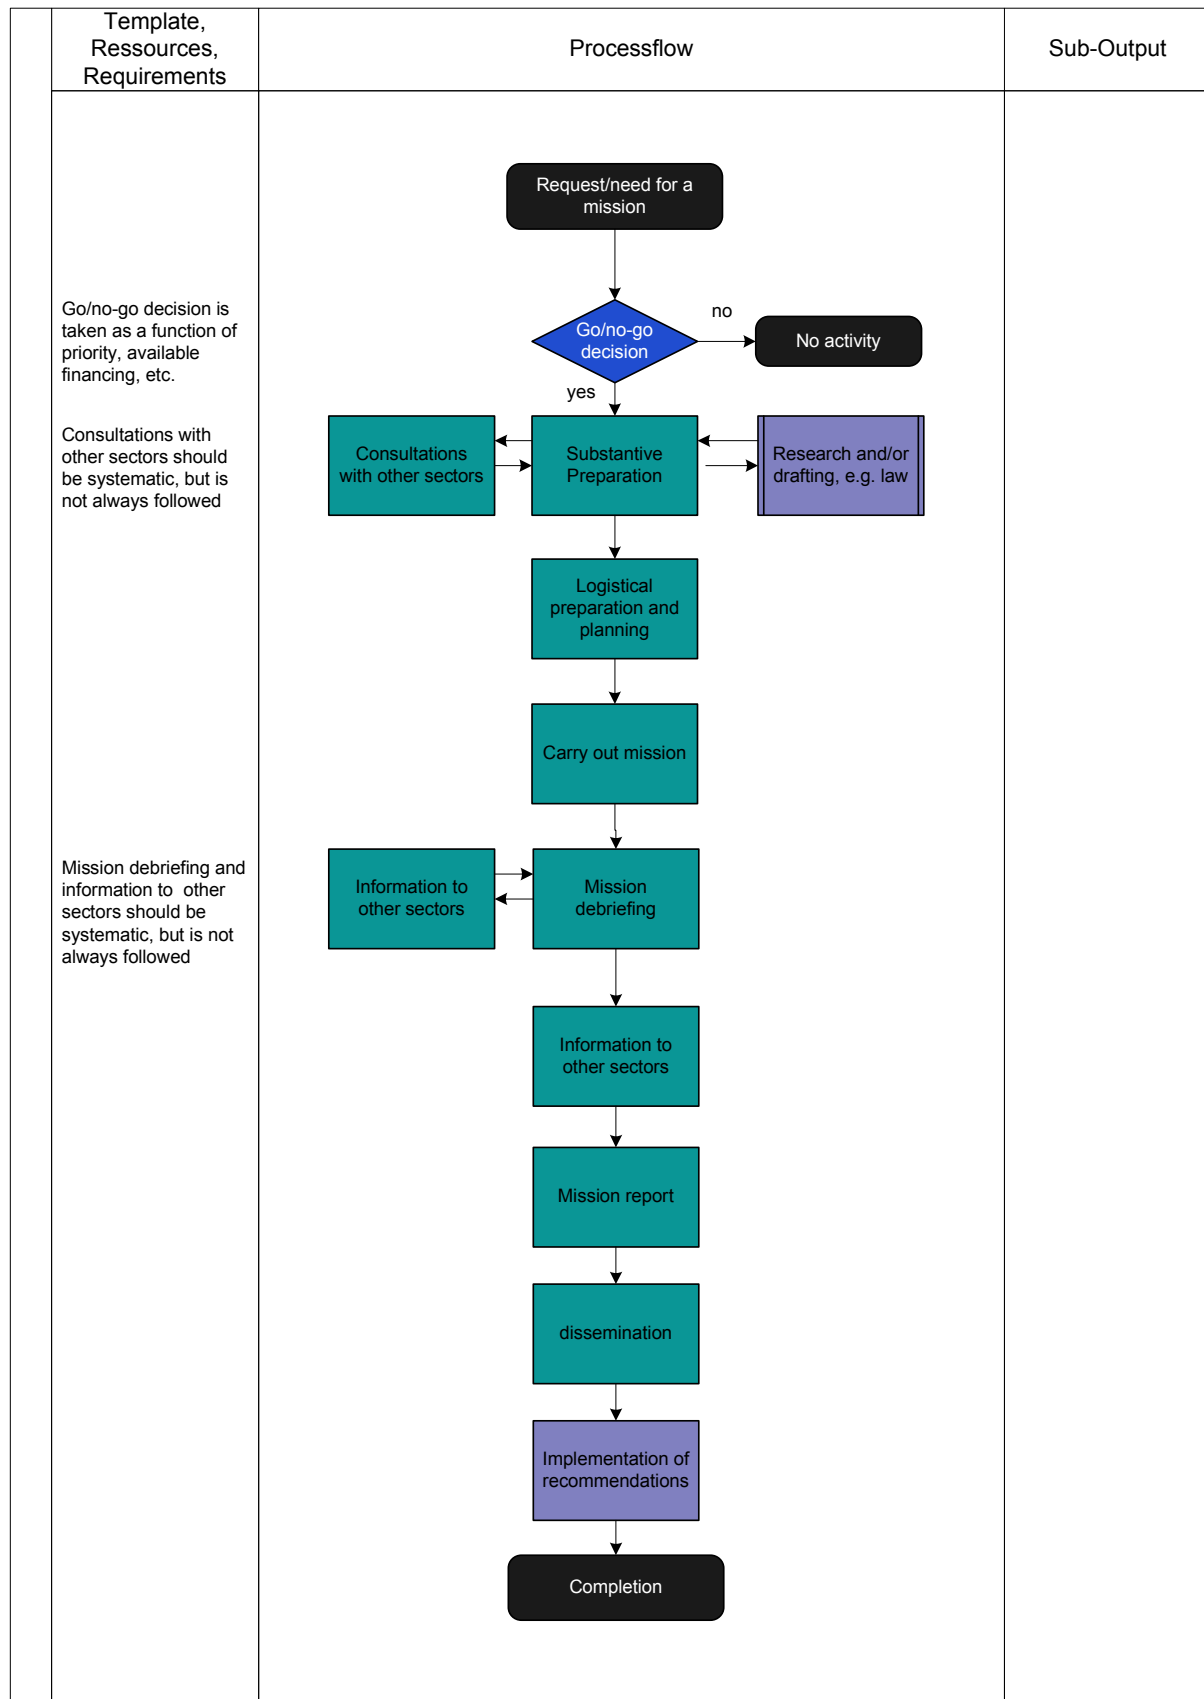 Template,
Ressources,
Requirements
Processflow
Sub-Output
Request/need for a
mission
Go/no-go decision is
taken as a function of
priority, available
financing, etc.
Go/no-go
decision
no
No activity
yes
Consultations with
other sectors should
be systematic, but is
not always followed
Consultations
with other sectors
Substantive
Preparation
Research and/or
drafting, e.g. law
Logistical
preparation and
planning
Carry out mission
Mission debriefing and
information to  other
sectors should be
systematic, but is not
always followed
Information to
other sectors
Mission
debriefing
Information to
other sectors
Mission report
dissemination
Implementation of
recommendations
Completion